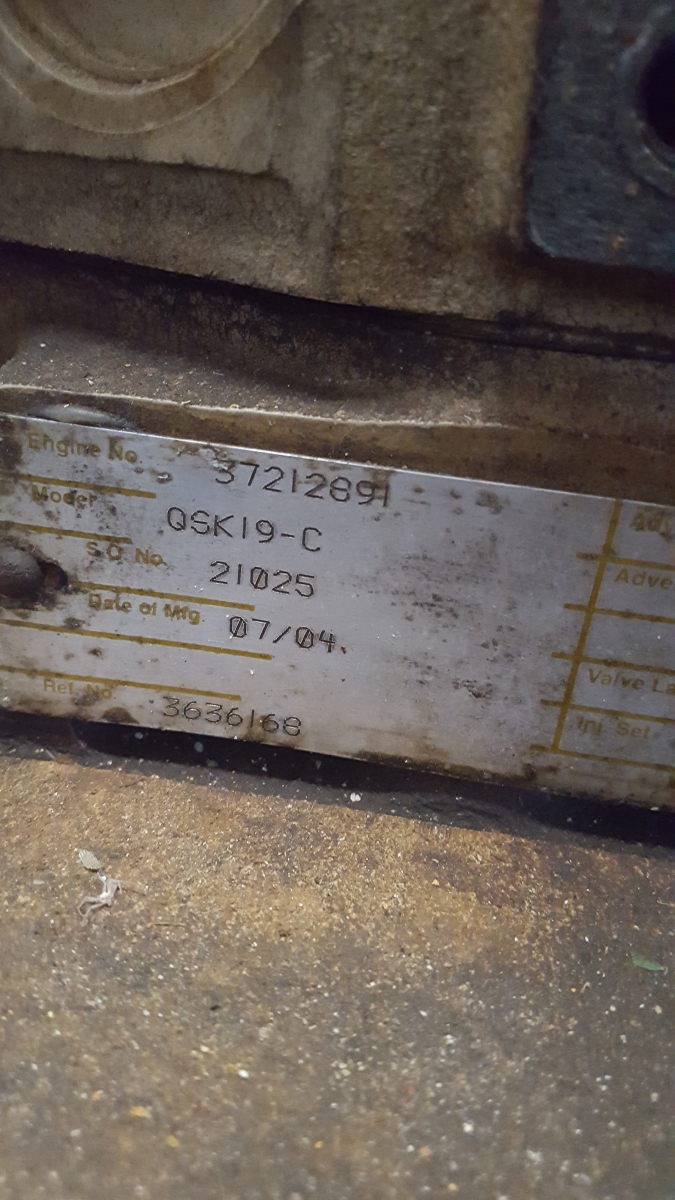 Engine No. 37212891
Model QSK19-C
S.O. No. 21025
Date of Mfg. 07/04.
Ref. No. 3636168
Adve
Valve La
Inj. Set